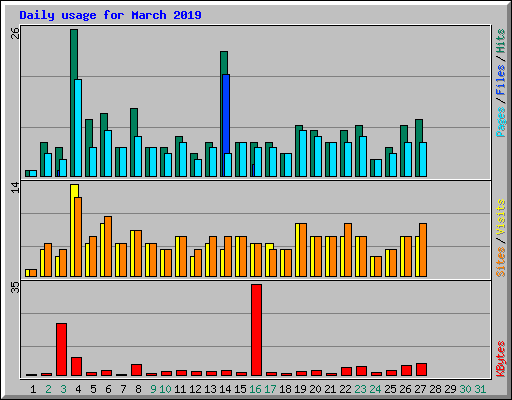 Daily usage for March 2019
26
Pages/Files/Hits
14
Sites/Visits
35
KBytes
1 2 3 4 5 6 7 8 9 10 11 12 13 14 15 16 17 18 19 20 21 22 23 24 25 26 27 28 29 30 31